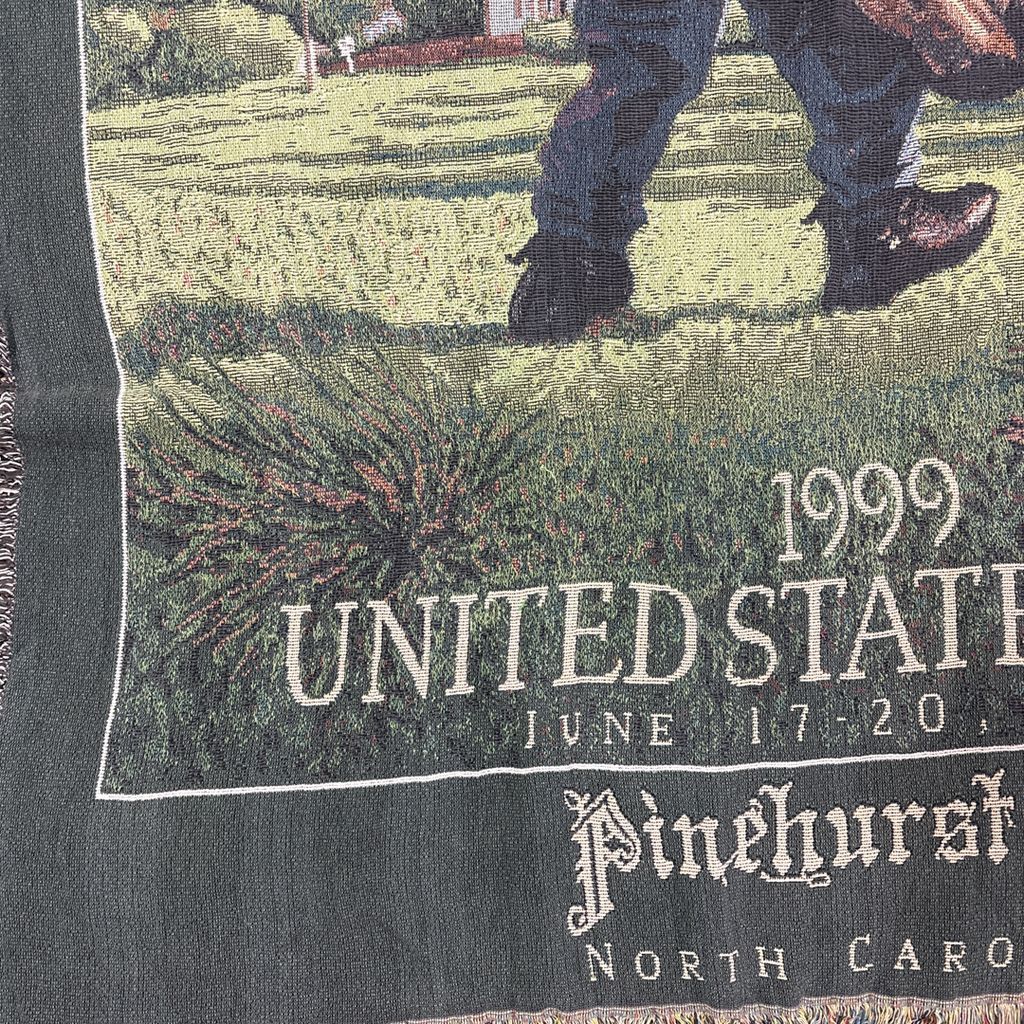 1999
UNITED STATE
JUNE 17-20,
Pinehurst
NORTH CARO